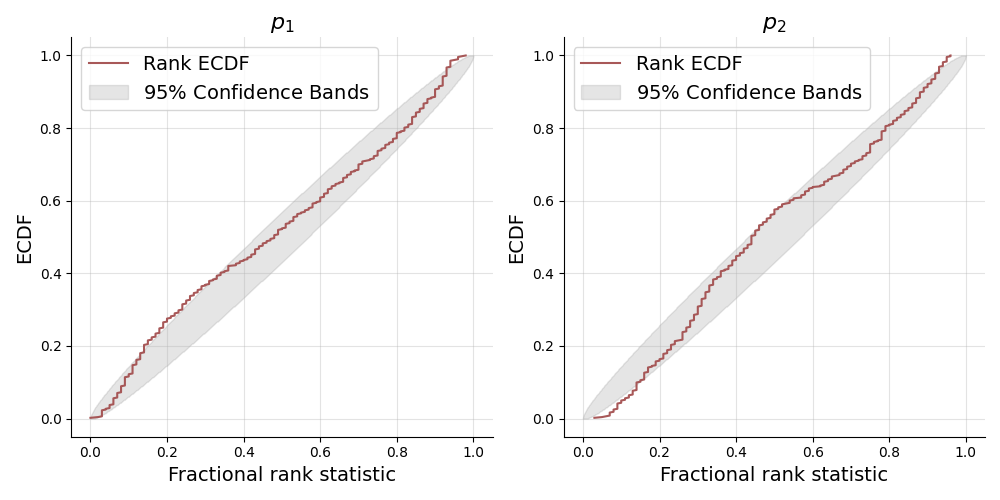 p₁
Rank ECDF
95% Confidence Bands
1.0
0.8
0.6
0.4
0.2
0.0
ECDF
0.0 0.2 0.4 0.6 0.8 1.0
Fractional rank statistic
p₂
Rank ECDF
95% Confidence Bands
1.0
0.8
0.6
0.4
0.2
0.0
ECDF
0.0 0.2 0.4 0.6 0.8 1.0
Fractional rank statistic